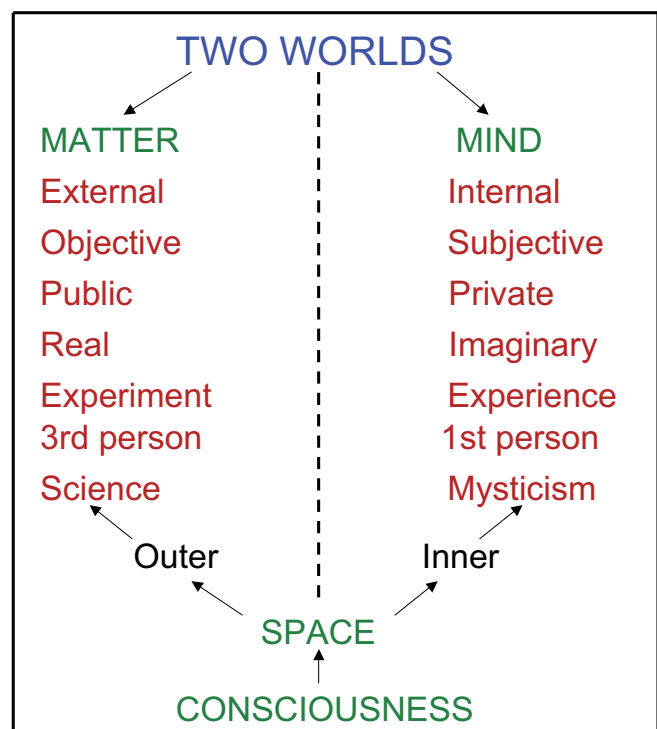 TWO WORLDS
MATTER MIND
External Internal
Objective Subjective
Public Private
Real Imaginary
Experiment Experience
3rd person 1st person
Science Mysticism
Outer Inner
SPACE
CONSCIOUSNESS